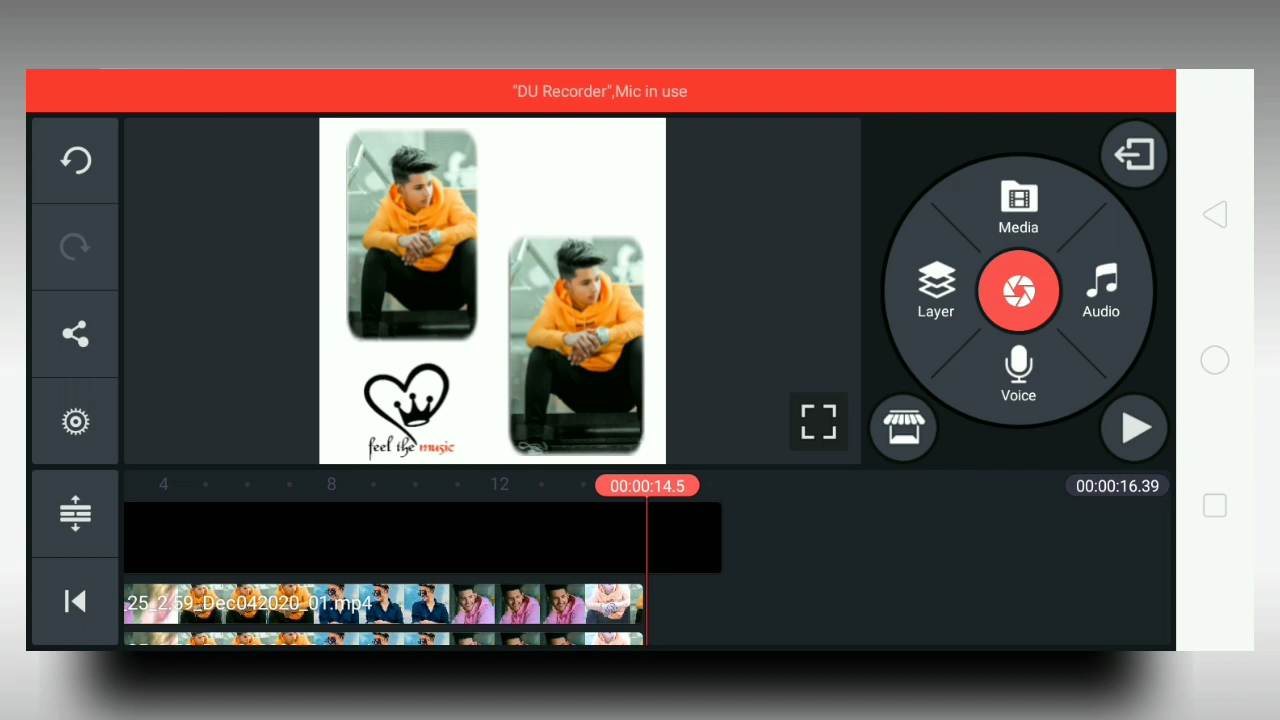 "DU Recorder",Mic in use
Media
Layer
Audio
Voice
feel the music
4
8
12
00:00:14.5
00:00:16.39
25_2.59_Dec042020_01.mp4